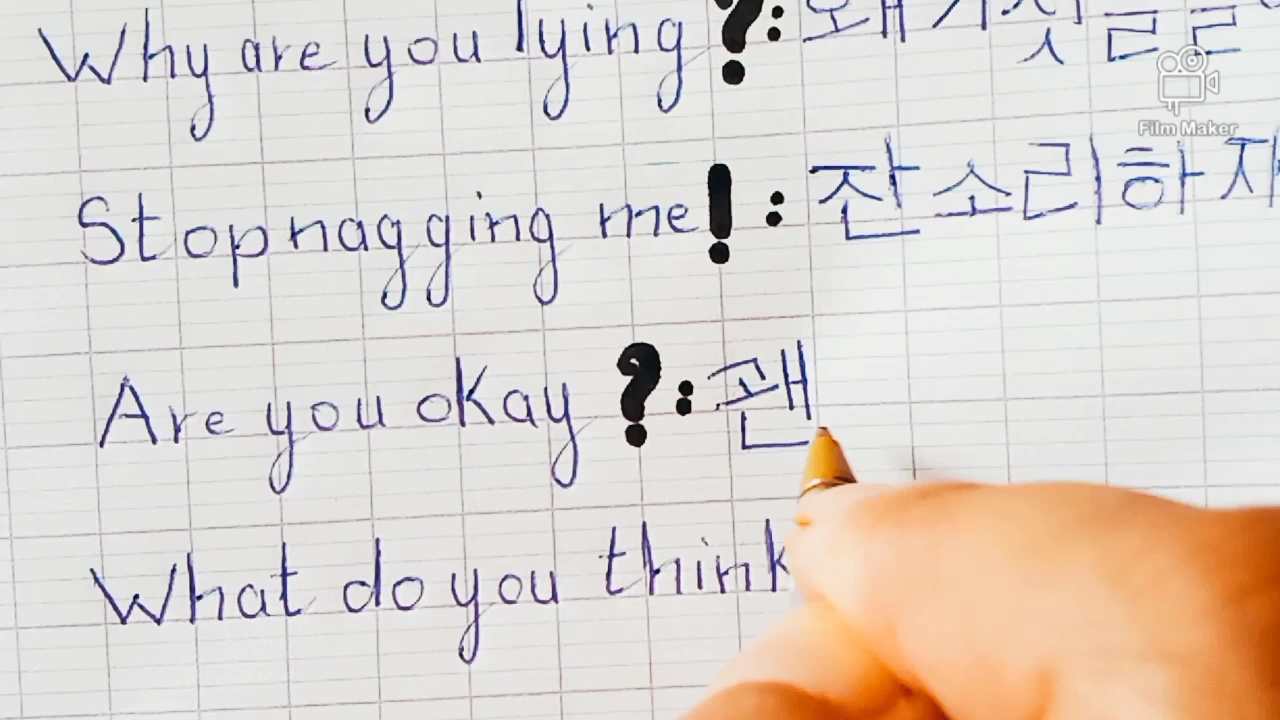 Why are you lying ?: 왜 거짓
Film Maker
Stop nagging me! : 잔소리하지
Are you okay ?: 괜
What do you think